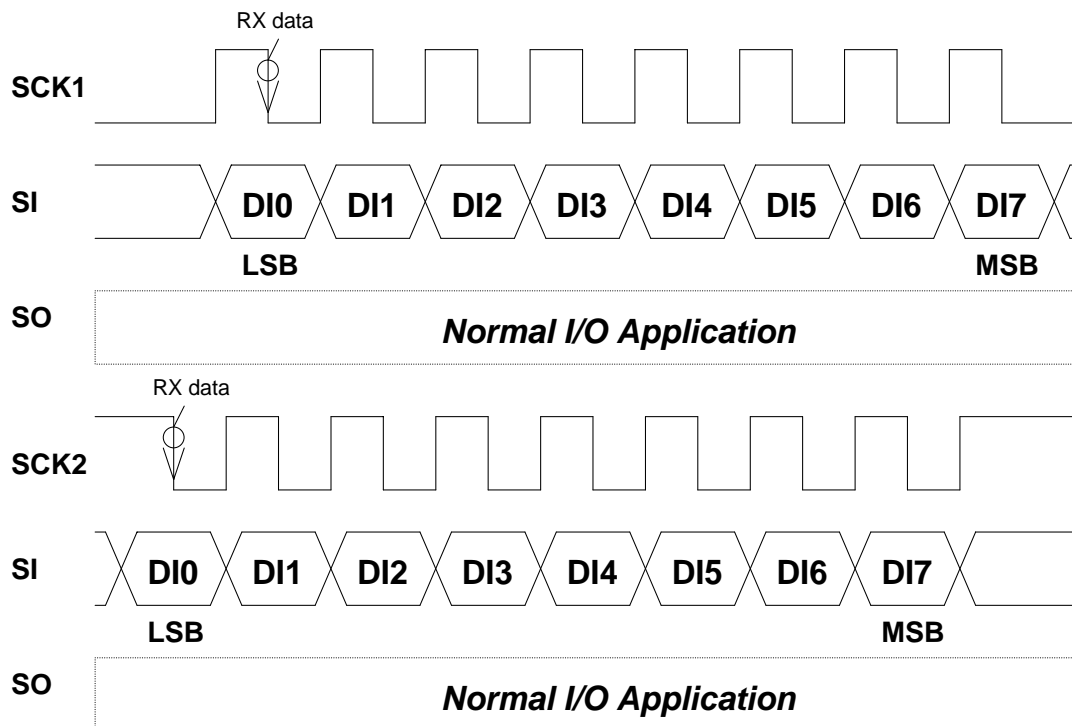 RX data
SCK1
SI DI0 DI1 DI2 DI3 DI4 DI5 DI6 DI7
LSB MSB
SO Normal I/O Application
RX data
SCK2
SI DI0 DI1 DI2 DI3 DI4 DI5 DI6 DI7
LSB MSB
SO Normal I/O Application